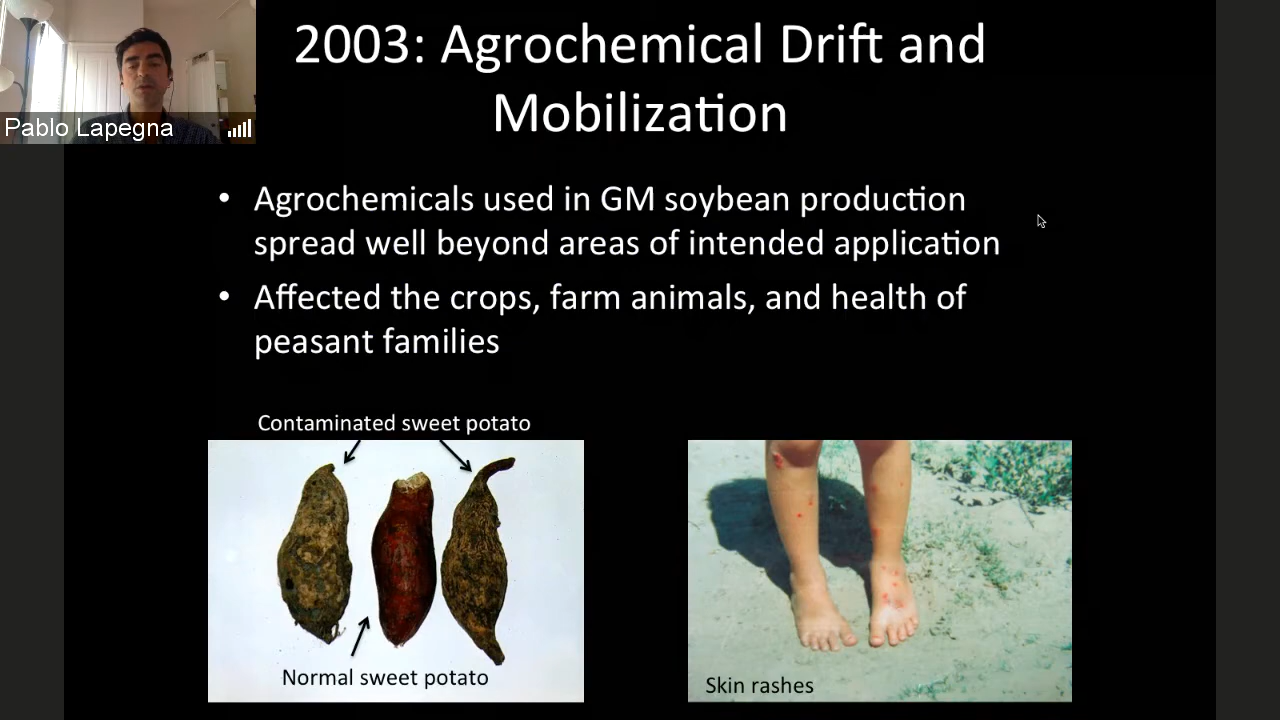 2003: Agrochemical Drift and
Mobilization
Pablo Lapegna
• Agrochemicals used in GM soybean production
spread well beyond areas of intended application
• Affected the crops, farm animals, and health of
peasant families
Contaminated sweet potato
Normal sweet potato
Skin rashes